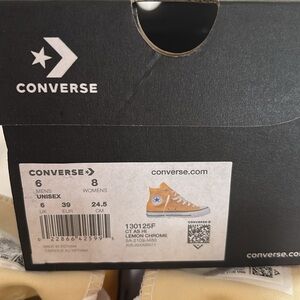 CONVERSE
converse.com
CONVERSE
converse.com
6 8
MENS WOMENS
UNISEX
6 39 24.5
UK EUR CM
130125F
CT AS HI
LEMON CHROME